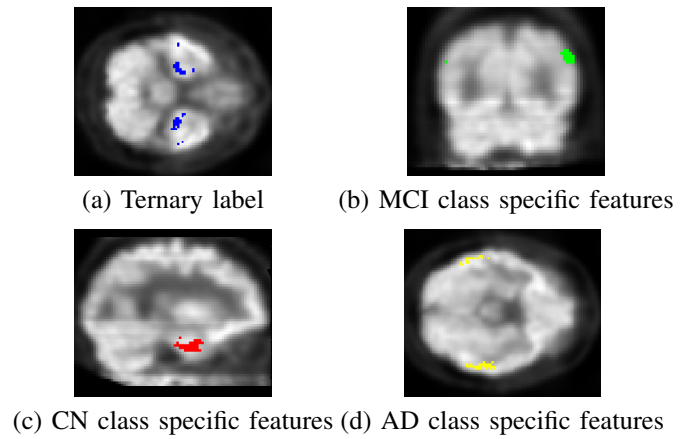 (a) Ternary label
(b) MCI class specific features
(c) CN class specific features
(d) AD class specific features